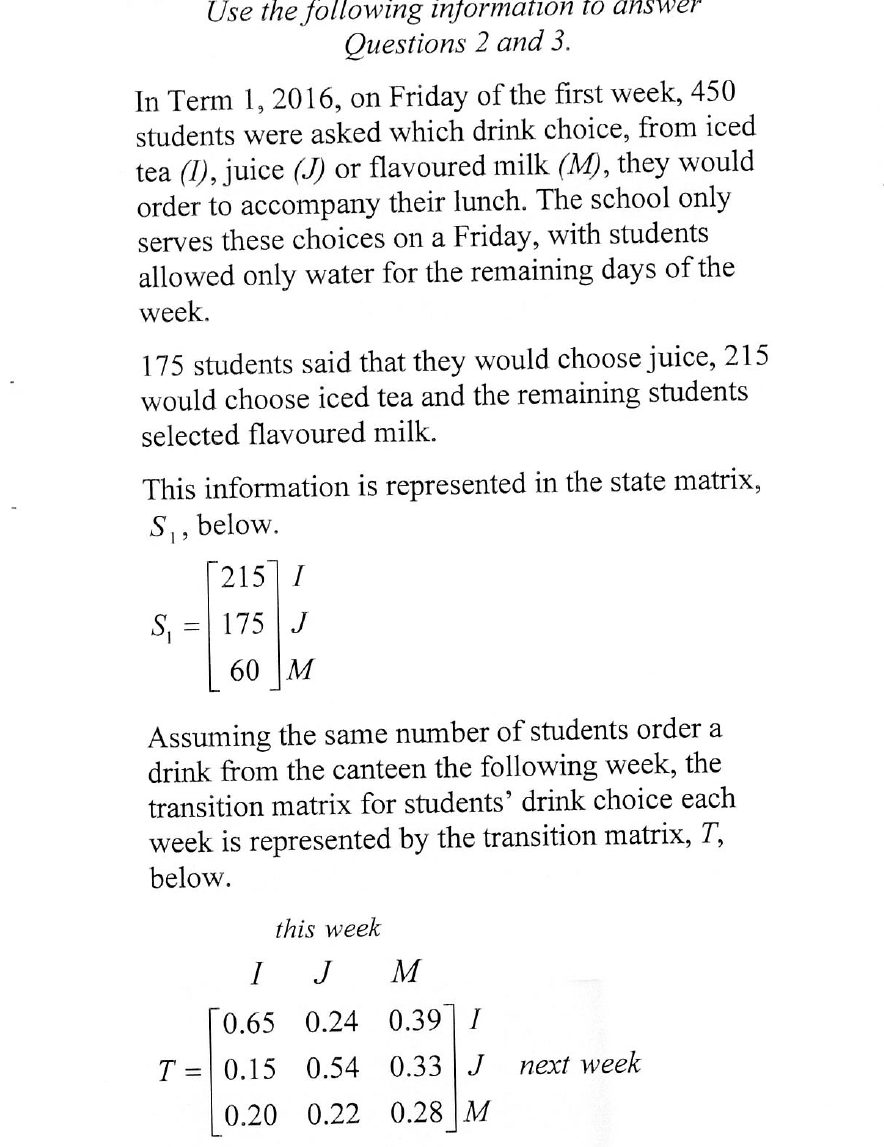 Use the following information to answer
Questions 2 and 3.
In Term 1, 2016, on Friday of the first week, 450
students were asked which drink choice, from iced
tea (I), juice (J) or flavoured milk (M), they would
order to accompany their lunch. The school only
serves these choices on a Friday, with students
allowed only water for the remaining days of the
week.
175 students said that they would choose juice, 215
would choose iced tea and the remaining students
selected flavoured milk.
This information is represented in the state matrix,
S₁, below.
215 I
S₁ = 175 J
60 M
Assuming the same number of students order a
drink from the canteen the following week, the
transition matrix for students’ drink choice each
week is represented by the transition matrix, T,
below.
this week
I J M
0.65 0.24 0.39 I
T = 0.15 0.54 0.33 J next week
0.20 0.22 0.28 M